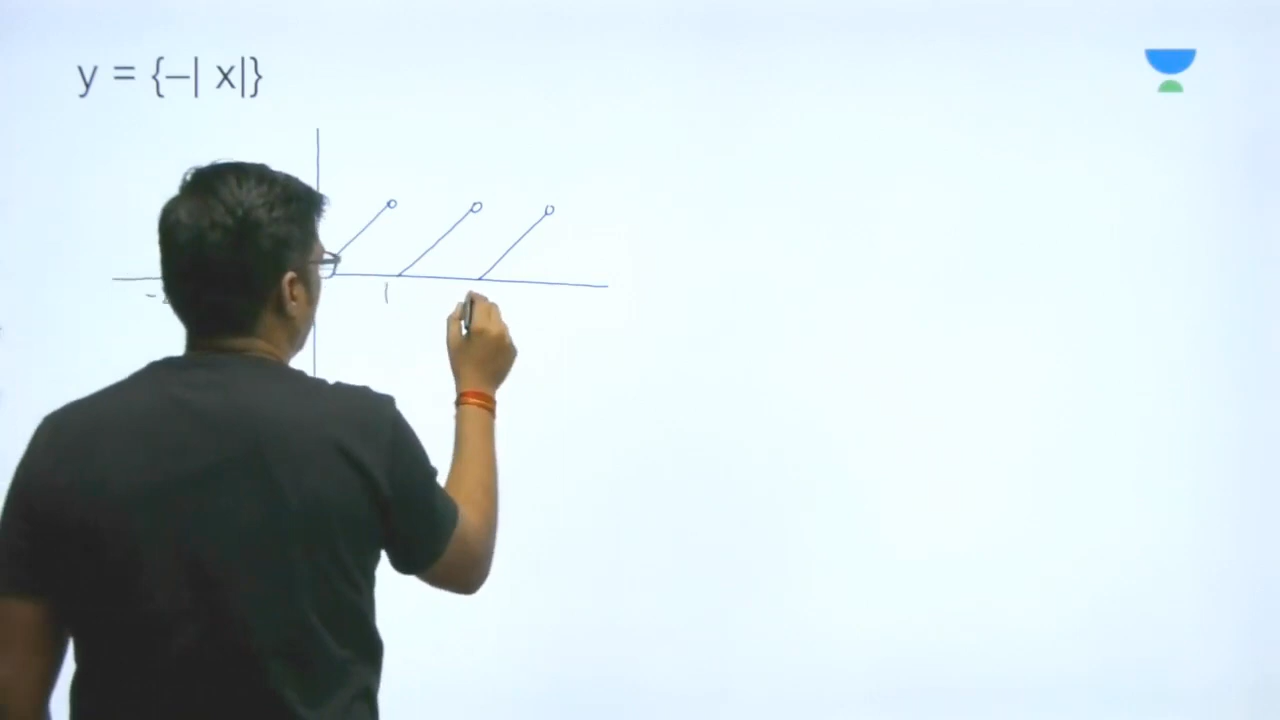 y = {–| x|}
1